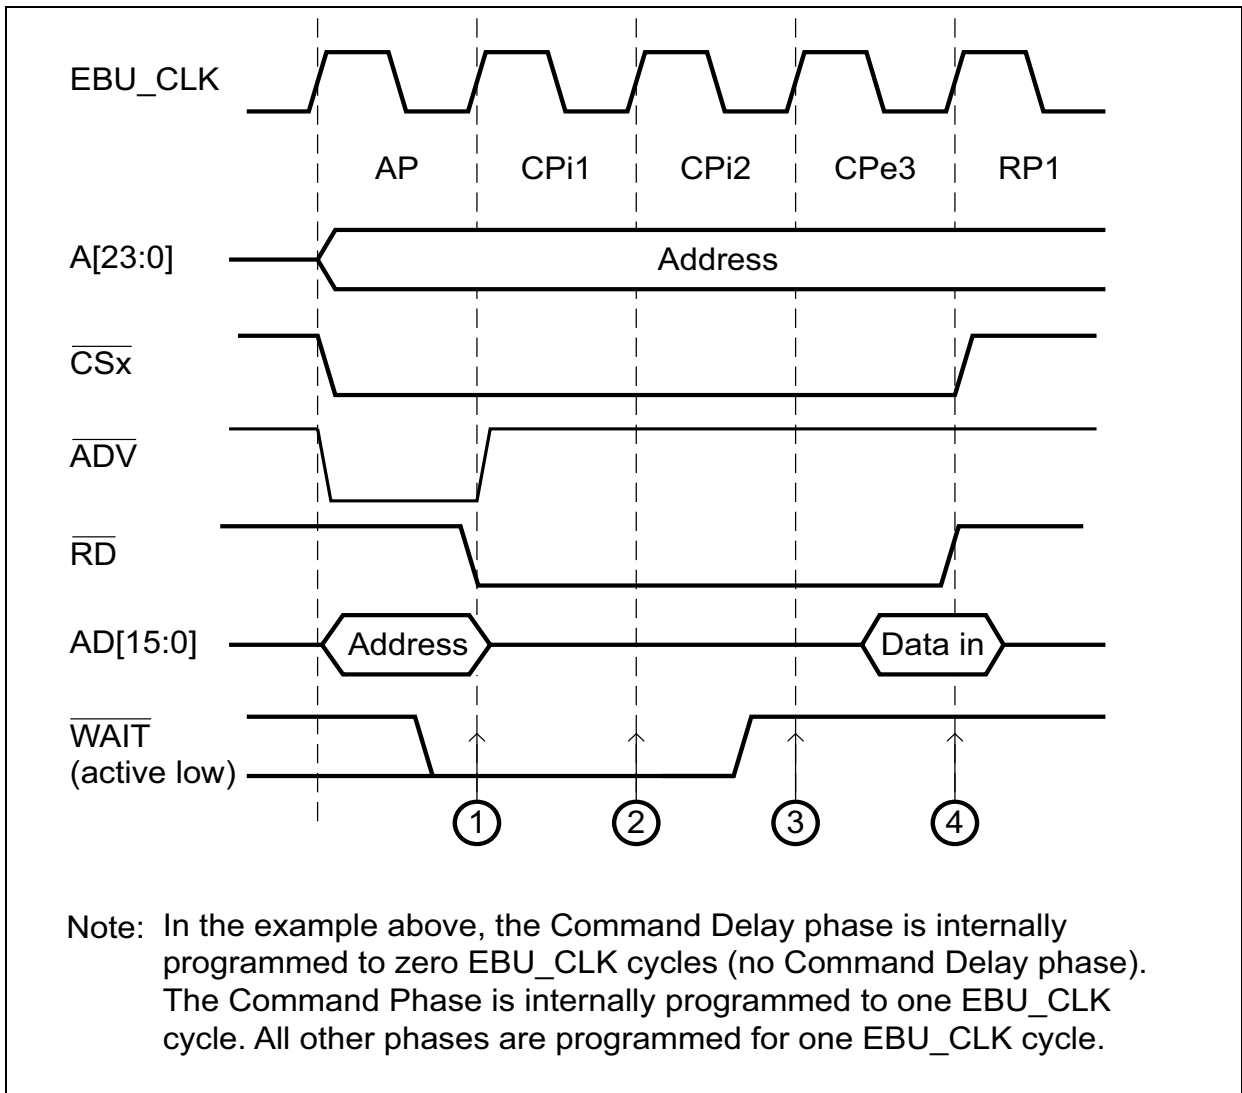 EBU_CLK
AP CPi1 CPi2 CPe3 RP1
A[23:0] Address
CSx
ADV
RD
AD[15:0] Address Data in
WAIT
(active low)
1 2 3 4
Note: In the example above, the Command Delay phase is internally
programmed to zero EBU_CLK cycles (no Command Delay phase).
The Command Phase is internally programmed to one EBU_CLK
cycle. All other phases are programmed for one EBU_CLK cycle.